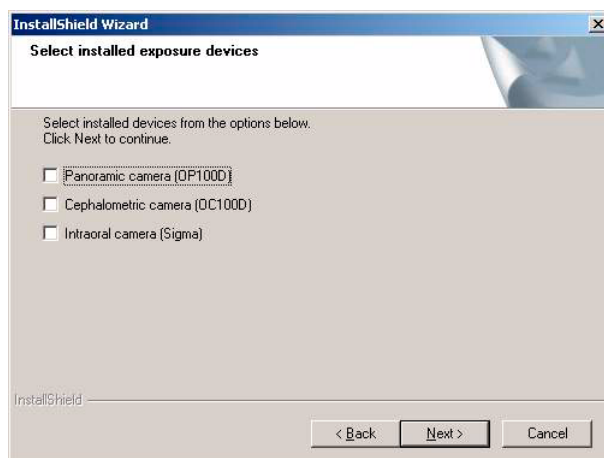 InstallShield Wizard
Select installed exposure devices
Select installed devices from the options below.
Click Next to continue.
Panoramic camera (OP100D)
Cephalometric camera (OC100D)
Intraoral camera (Sigma)
InstallShield
< Back
Next >
Cancel